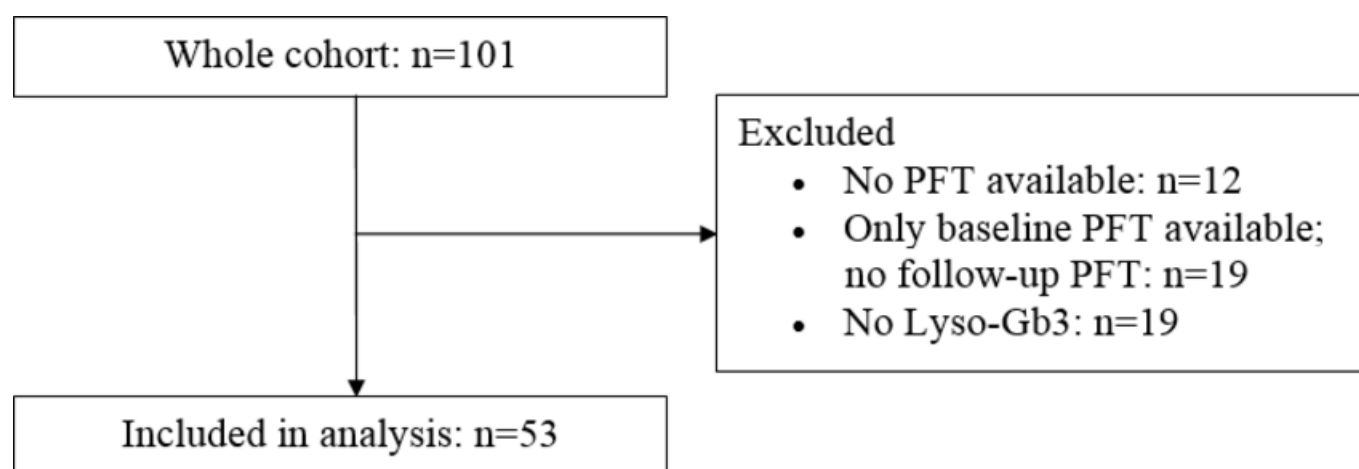 Whole cohort: n=101
Excluded
• No PFT available: n=12
• Only baseline PFT available;
no follow-up PFT: n=19
• No Lyso-Gb3: n=19
Included in analysis: n=53